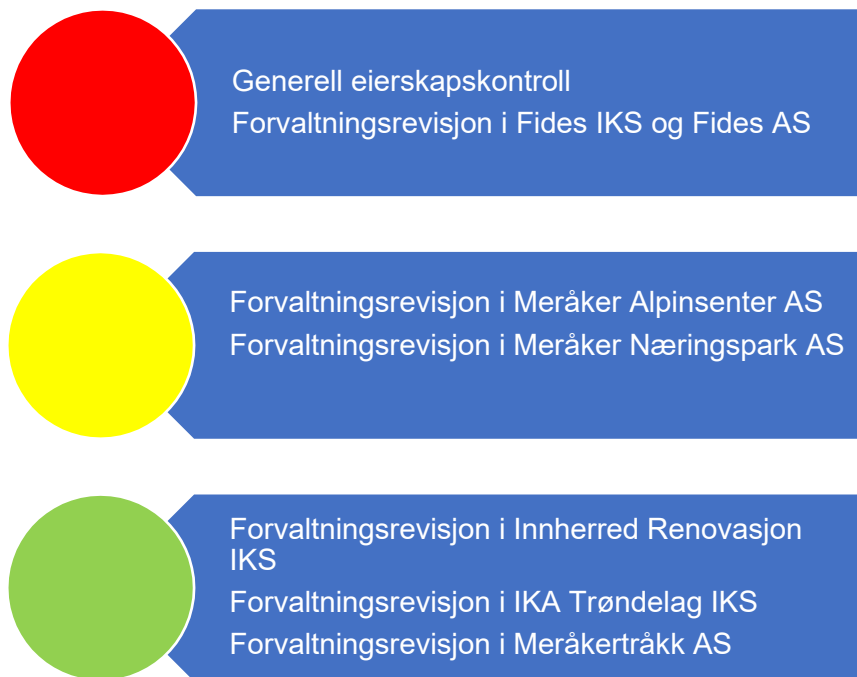 Generell eierskapskontroll
Forvaltningsrevisjon i Fides IKS og Fides AS
Forvaltningsrevisjon i Meråker Alpinsenter AS
Forvaltningsrevisjon i Meråker Næringspark AS
Forvaltningsrevisjon i Innherred Renovasjon
IKS
Forvaltningsrevisjon i IKA Trøndelag IKS
Forvaltningsrevisjon i Meråkertråkk AS